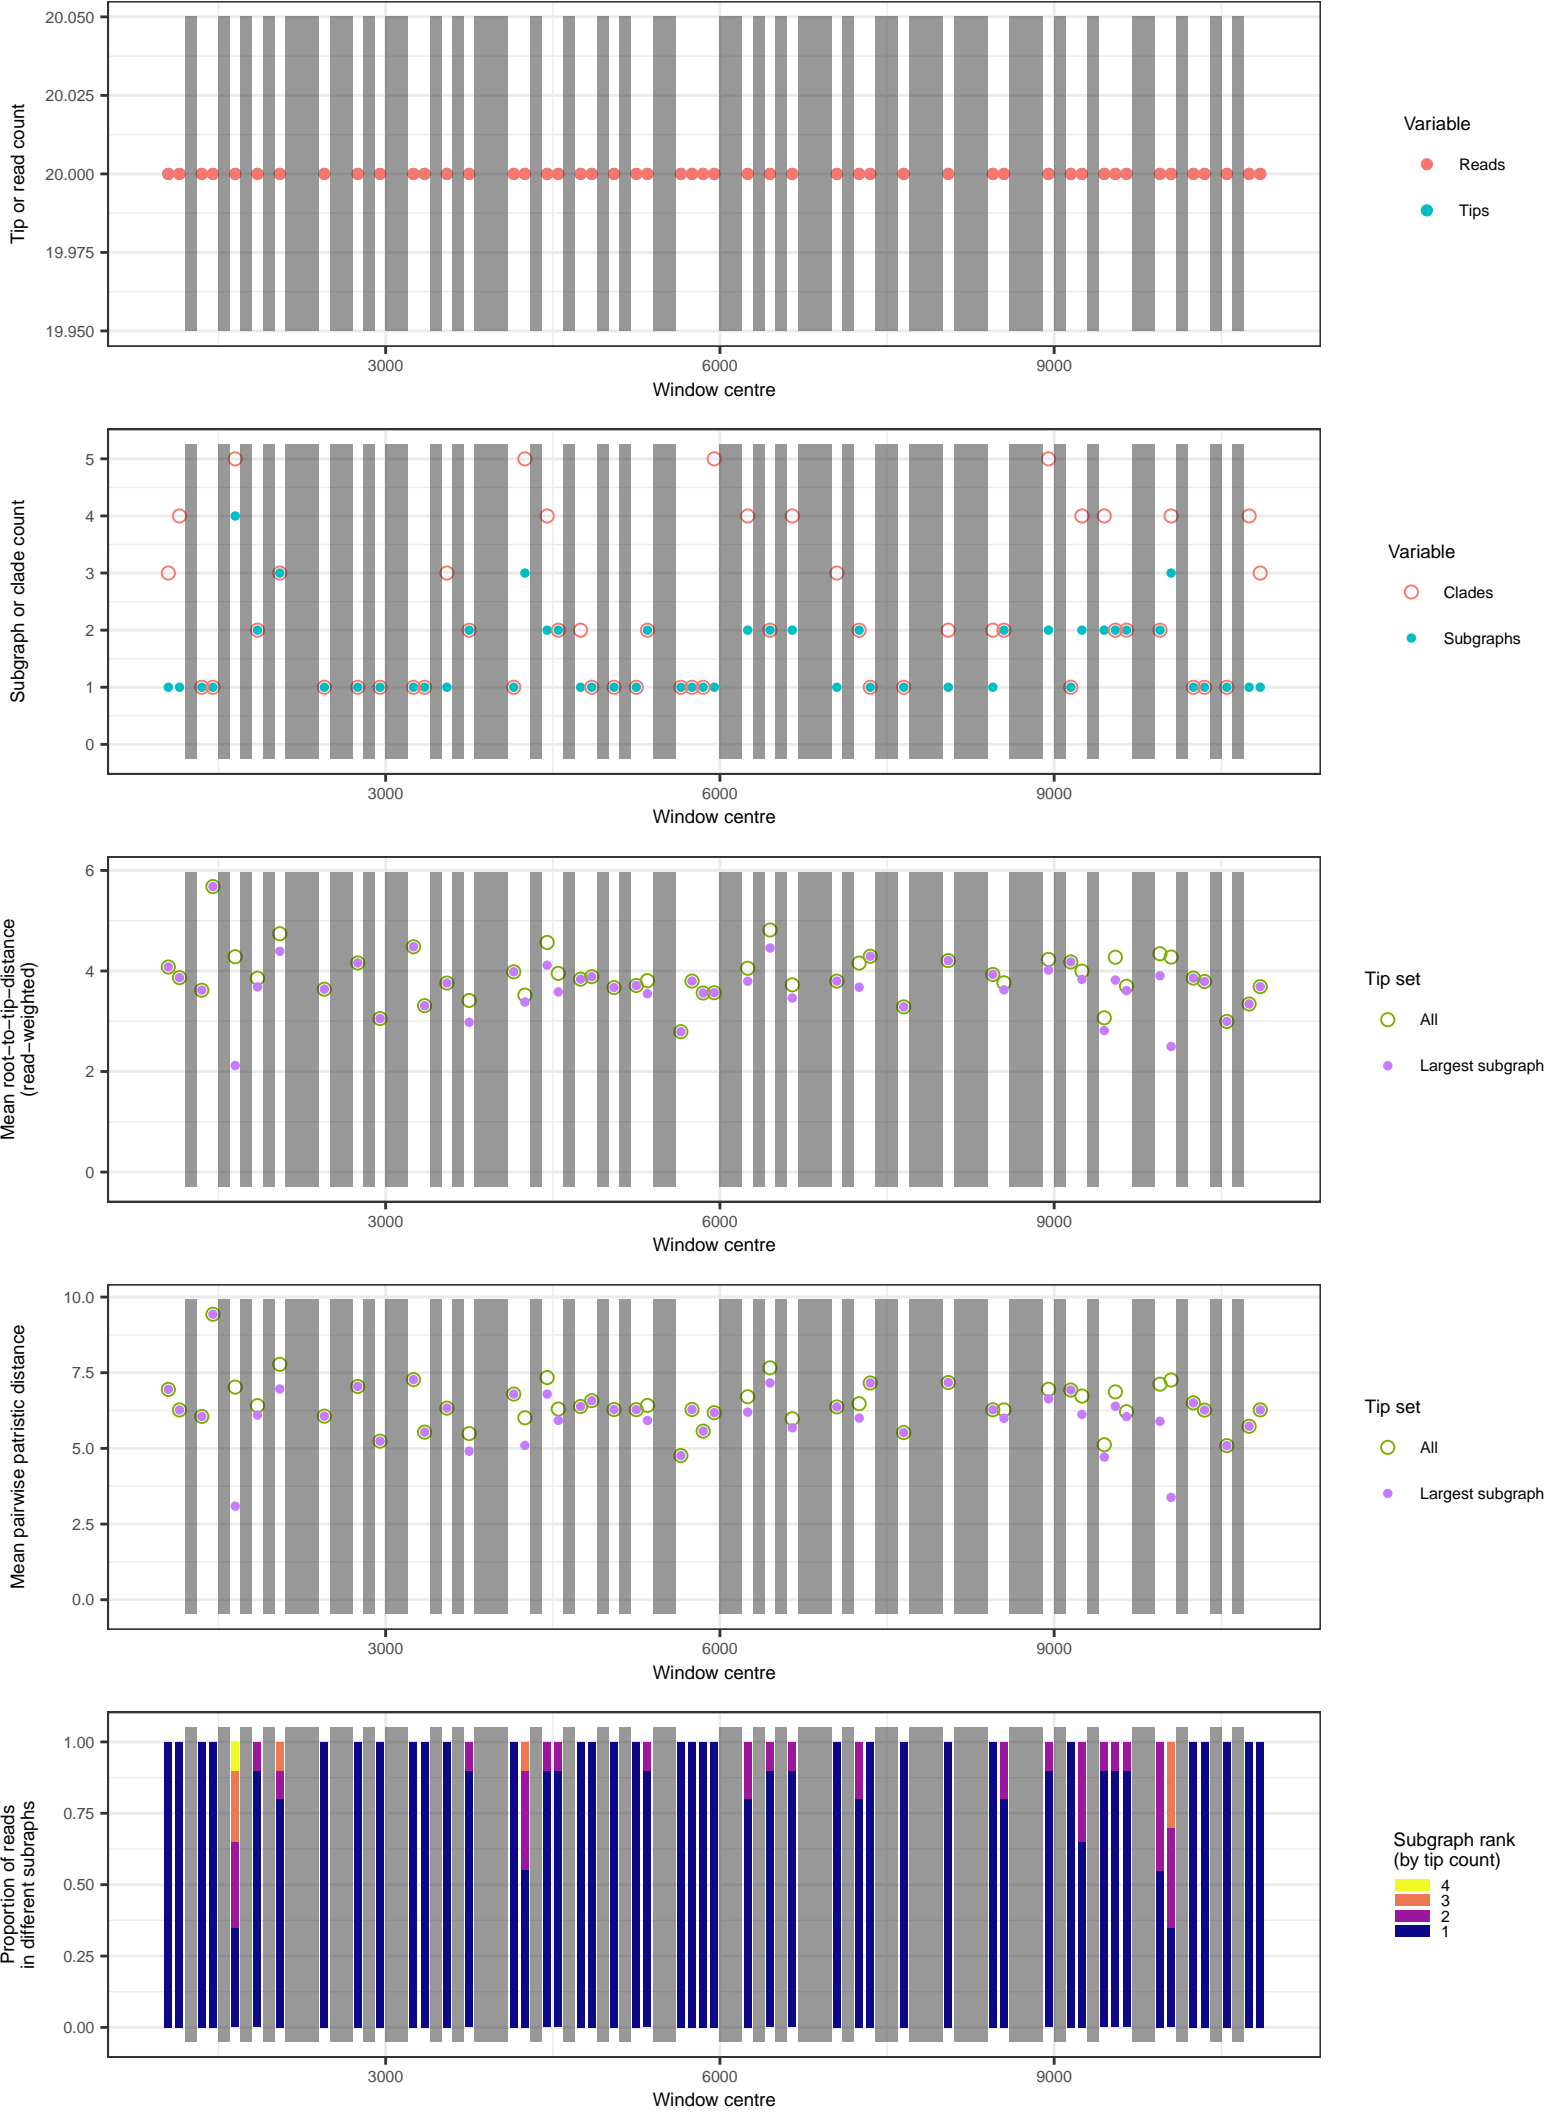 20.050
20.025
20.000
19.975
19.950
Tip or read count
3000 6000 9000
Window centre
Variable
Reads
Tips
5
4
3
2
1
0
Subgraph or clade count
3000 6000 9000
Window centre
Variable
Clades
Subgraphs
6
4
2
0
Mean root−to−tip−distance
(read−weighted)
3000 6000 9000
Window centre
Tip set
All
Largest subgraph
10.0
7.5
5.0
2.5
0.0
Mean pairwise patristic distance
3000 6000 9000
Window centre
Tip set
All
Largest subgraph
1.00
0.75
0.50
0.25
0.00
Proportion of reads
in different subraphs
3000 6000 9000
Window centre
Subgraph rank
(by tip count)
4
3
2
1